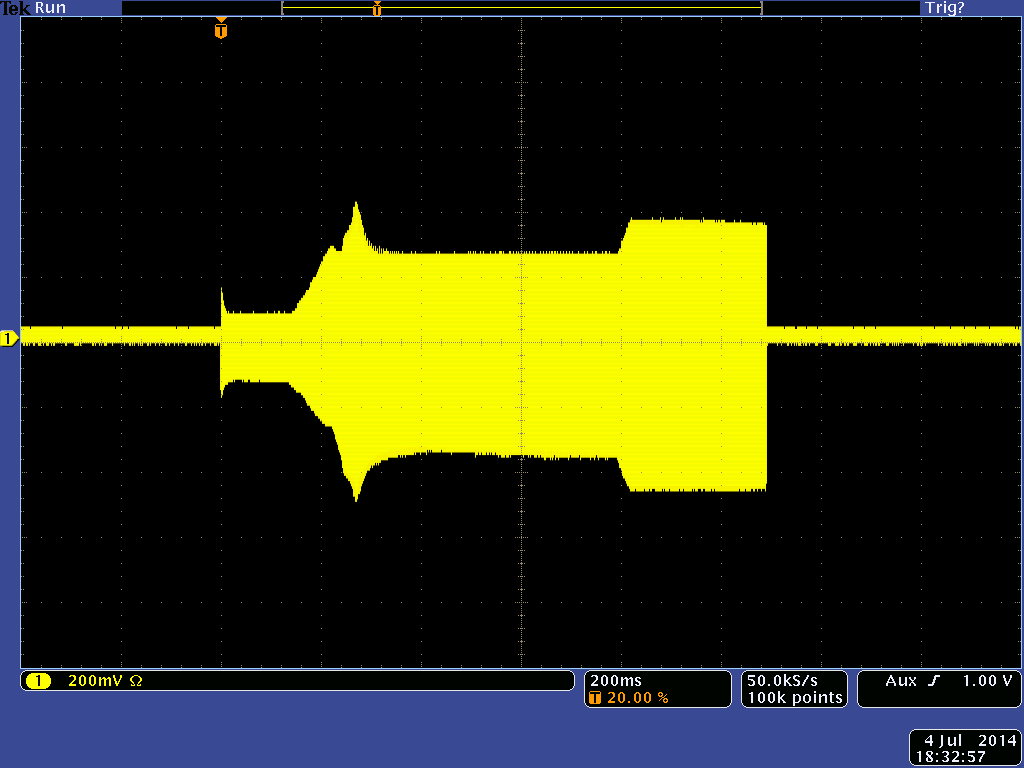 Tek Run Trig?
T
T
1
1 200mV Ω 200ms 50.0kS/s Aux ƒ 1.00 V
T 20.00 % 100k points
4 Jul 2014
18:32:57